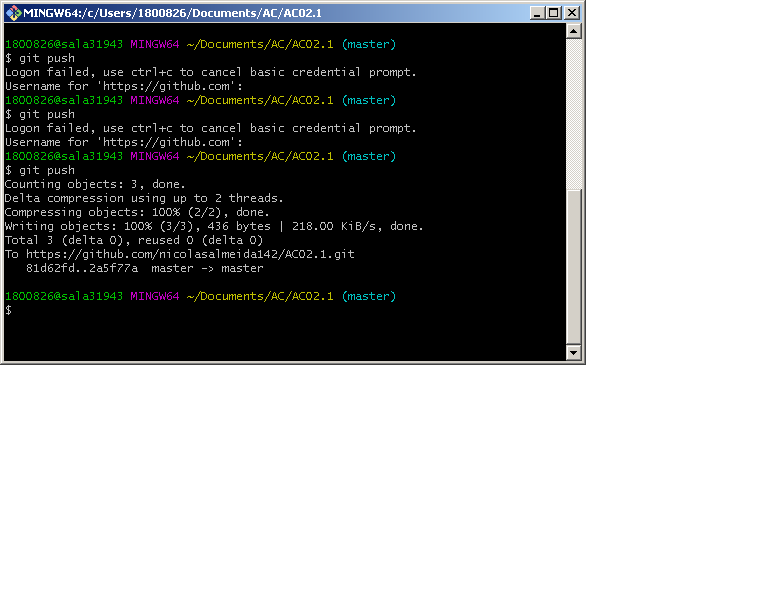 MINGW64:/c/Users/1800826/Documents/AC/AC02.1
1800826@sala31943 MINGW64 ~/Documents/AC/AC02.1 (master)
$ git push
Logon failed, use ctrl+c to cancel basic credential prompt.
Username for 'https://github.com':
1800826@sala31943 MINGW64 ~/Documents/AC/AC02.1 (master)
$ git push
Logon failed, use ctrl+c to cancel basic credential prompt.
Username for 'https://github.com':
1800826@sala31943 MINGW64 ~/Documents/AC/AC02.1 (master)
$ git push
Counting objects: 3, done.
Delta compression using up to 2 threads.
Compressing objects: 100% (2/2), done.
Writing objects: 100% (3/3), 436 bytes | 218.00 KiB/s, done.
Total 3 (delta 0), reused 0 (delta 0)
To https://github.com/nicolasalmeida142/AC02.1.git
   81d62fd..2a5f77a  master -> master
1800826@sala31943 MINGW64 ~/Documents/AC/AC02.1 (master)
$